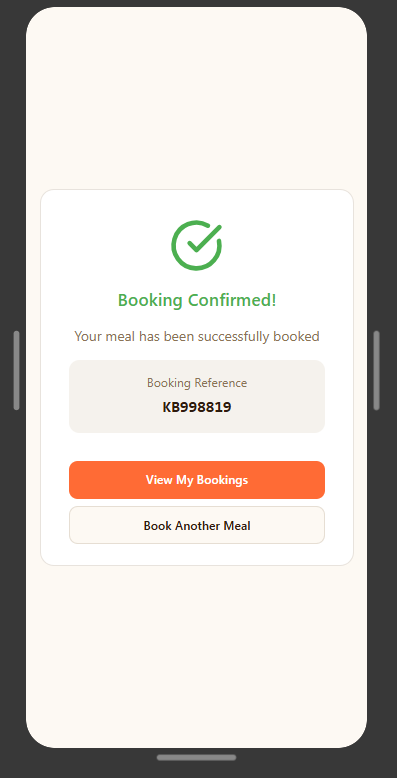 Booking Confirmed!
Your meal has been successfully booked
Booking Reference
KB998819
View My Bookings
Book Another Meal